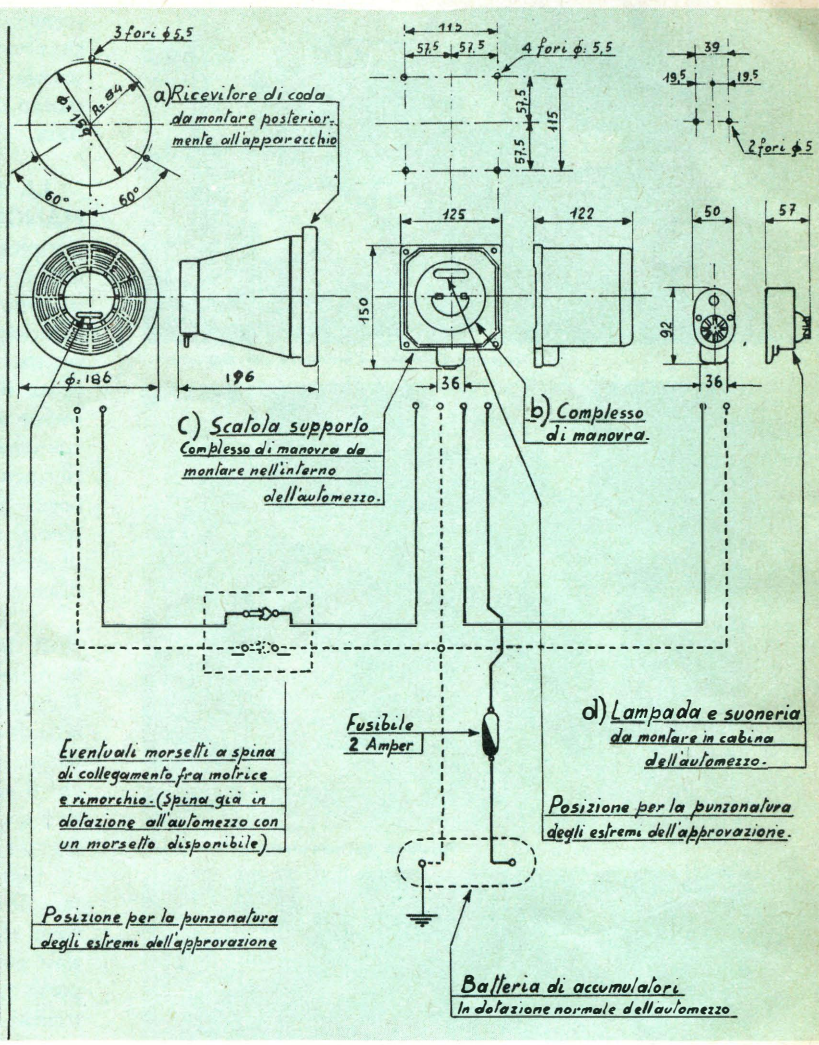 3 fori φ 5,5
R= 84
60°
60°
a) Ricevitore di coda
da montare posterior-
mente all'apparecchio
115
57,5
57,5
4 fori φ: 5,5
57,5
57,5
115
39
19,5
19,5
2 fori φ 5
125
122
50
57
150
92
φ: 186
196
36
36
c) Scatola supporto
Complesso di manovra da
montare nell'interno
dell'automezzo.
b) Complesso
di manovra.
Fusibile
2 Amper
d) Lampada e suoneria
da montare in cabina
dell'automezzo.
Eventuali morsetti a spina
di collegamento fra motrice
e rimorchio. (Spina già in
dotazione all'automezzo con
un morsetto disponibile)
Posizione per la punzonatura
degli estremi dell'approvazione.
Posizione per la punzonatura
degli estremi dell'approvazione
Batteria di accumulatori
In dotazione normale dell'automezzo